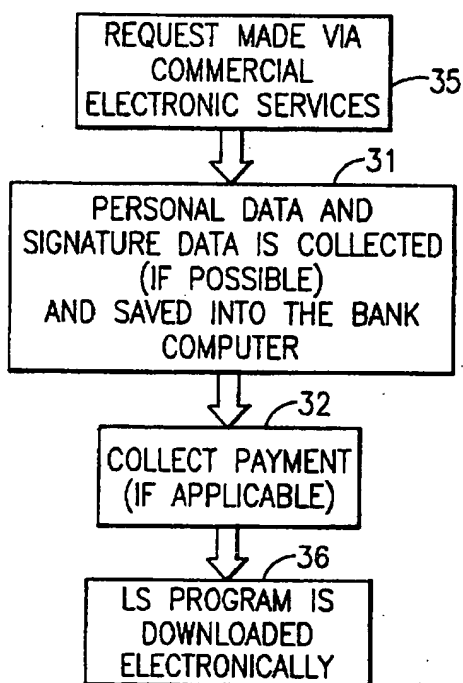 REQUEST MADE VIA
COMMERCIAL
ELECTRONIC SERVICES
35
31
PERSONAL DATA AND
SIGNATURE DATA IS COLLECTED
(IF POSSIBLE)
AND SAVED INTO THE BANK
COMPUTER
32
COLLECT PAYMENT
(IF APPLICABLE)
36
LS PROGRAM IS
DOWNLOADED
ELECTRONICALLY